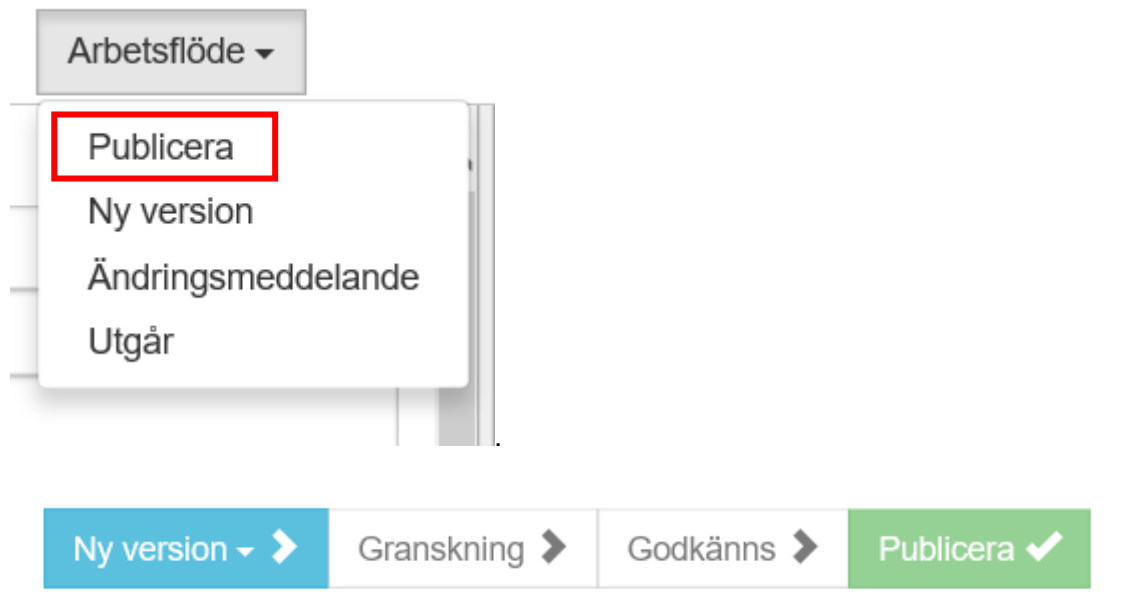 Arbetsflöde
Publicera
Ny version
Ändringsmeddelande
Utgår
.
Ny version Granskning Godkänns Publicera